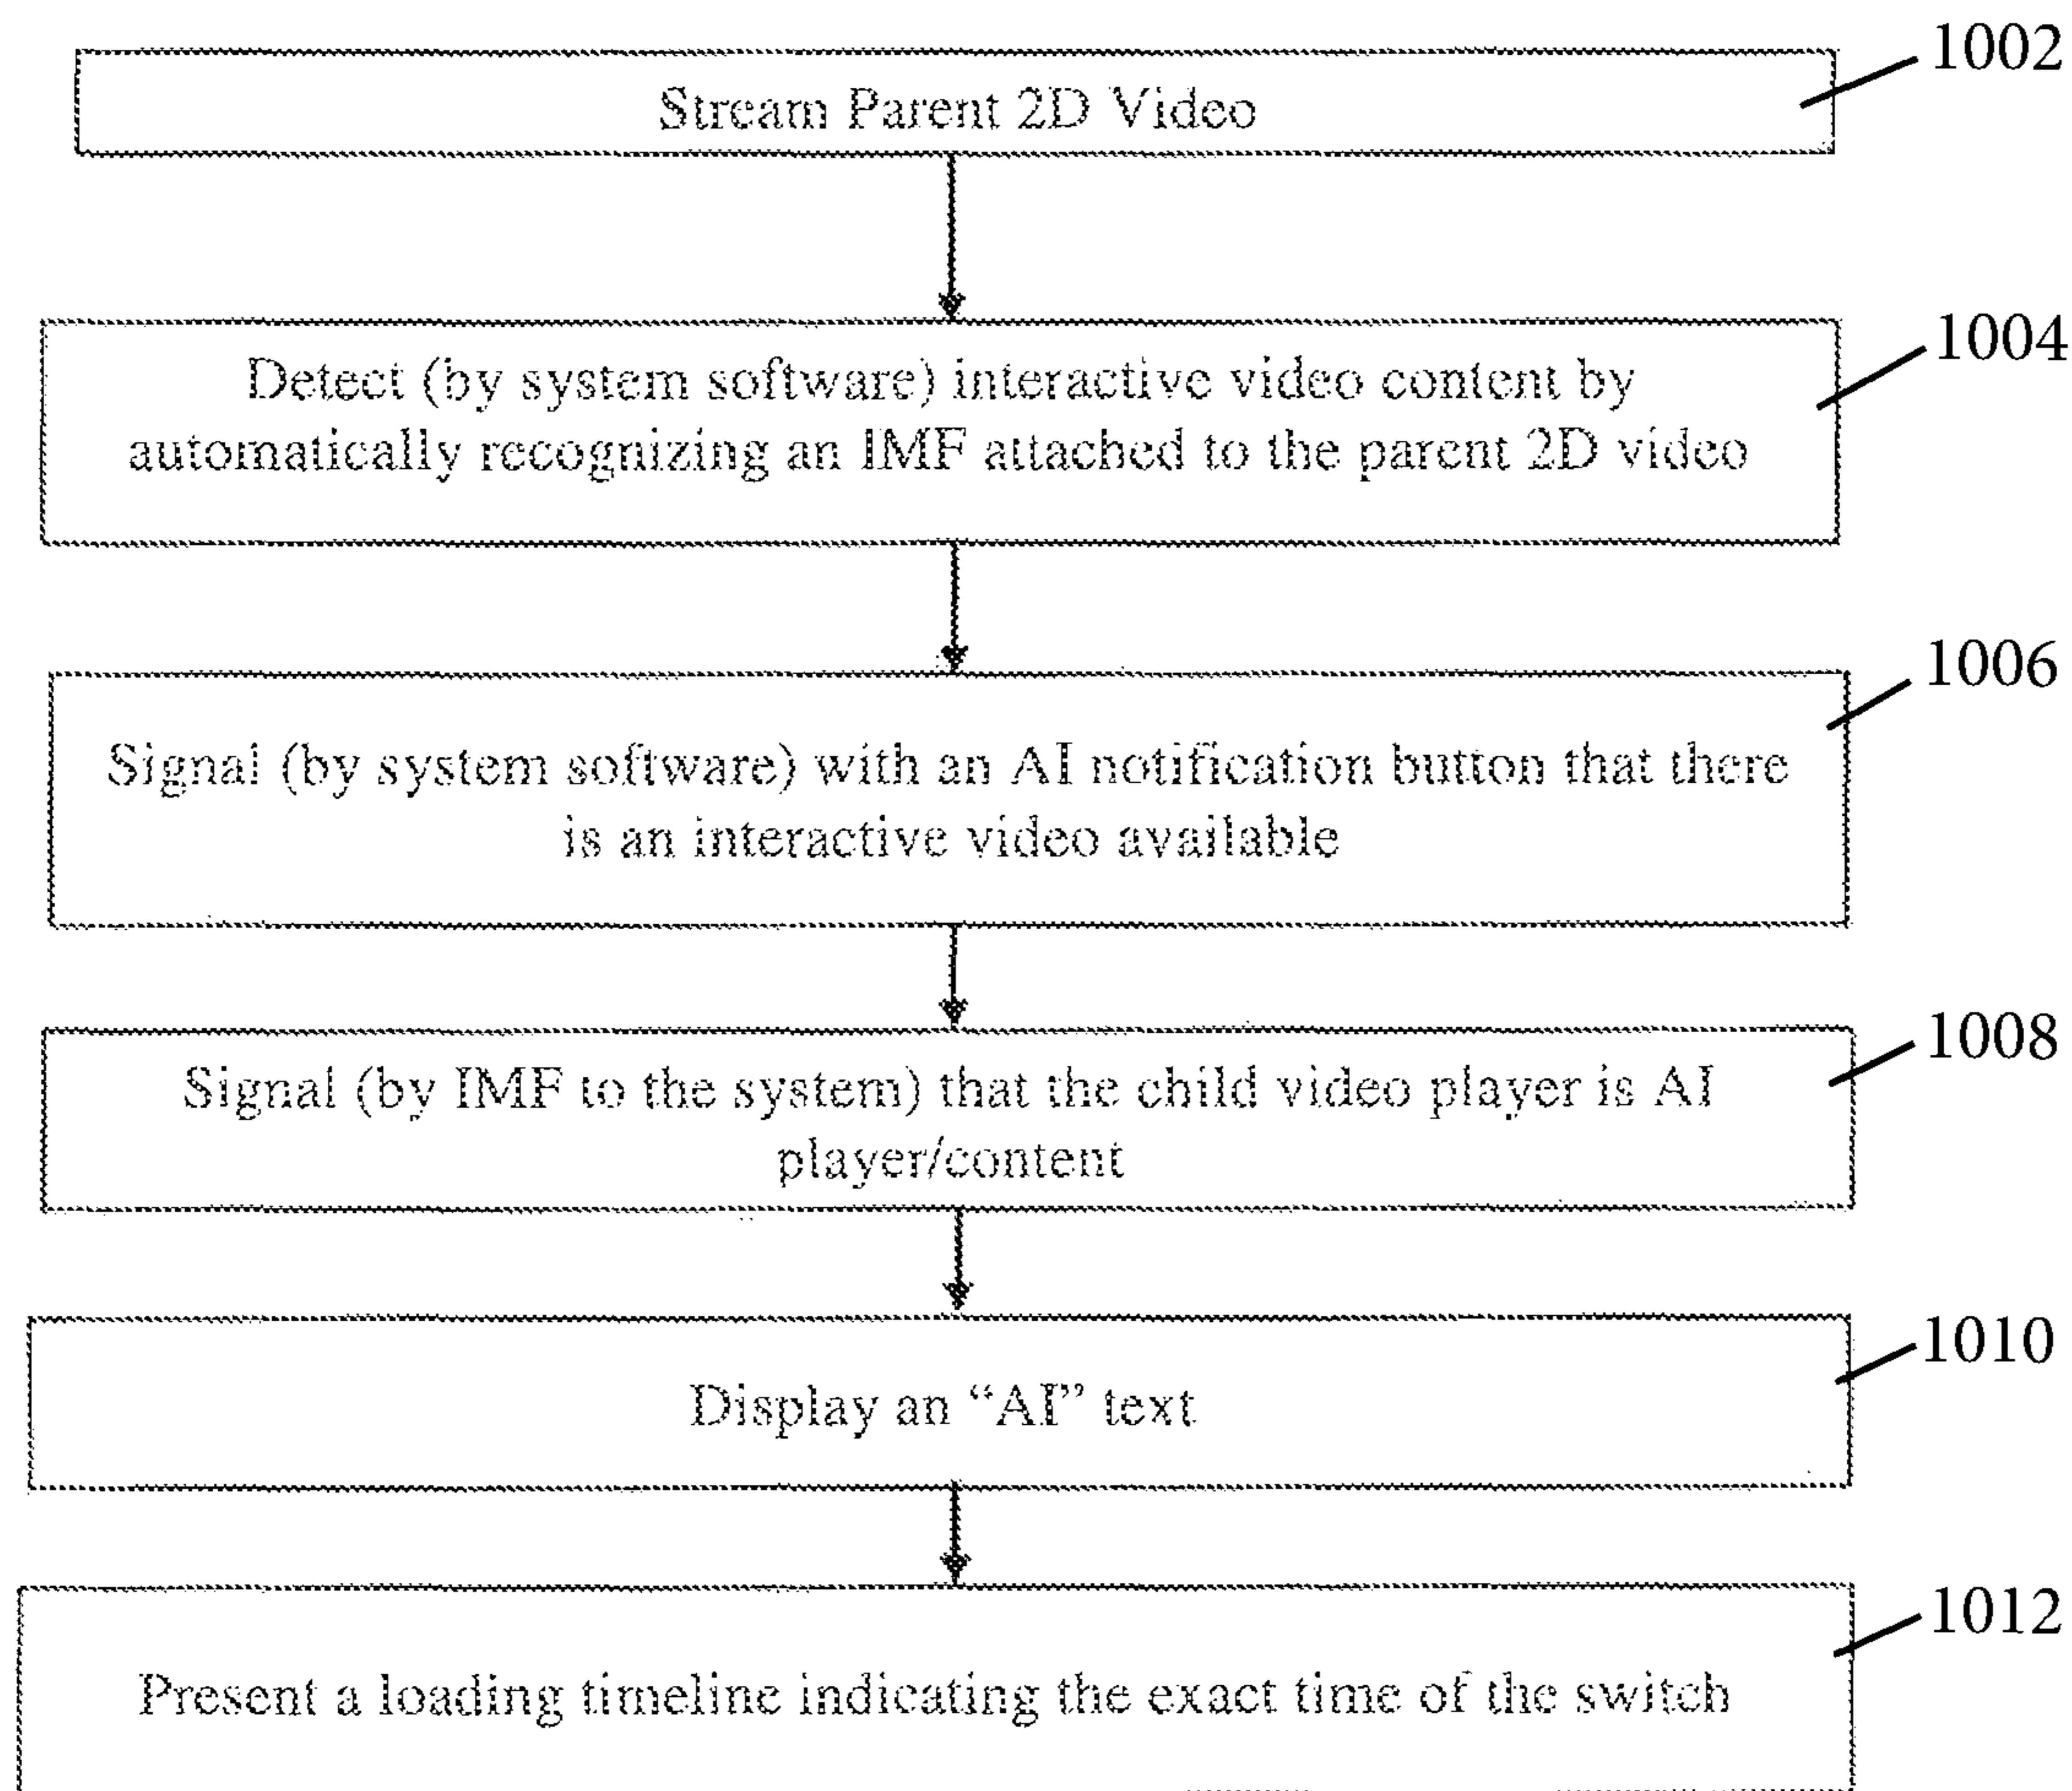 1002
Stream Parent 2D Video
1004
Detect (by system software) interactive video content by
automatically recognizing an IMF attached to the parent 2D video
1006
Signal (by system software) with an AI notification button that there
is an interactive video available
1008
Signal (by IMF to the system) that the child video player is AI
player/content
1010
Display an “AI” text
1012
Present a loading timeline indicating the exact time of the switch